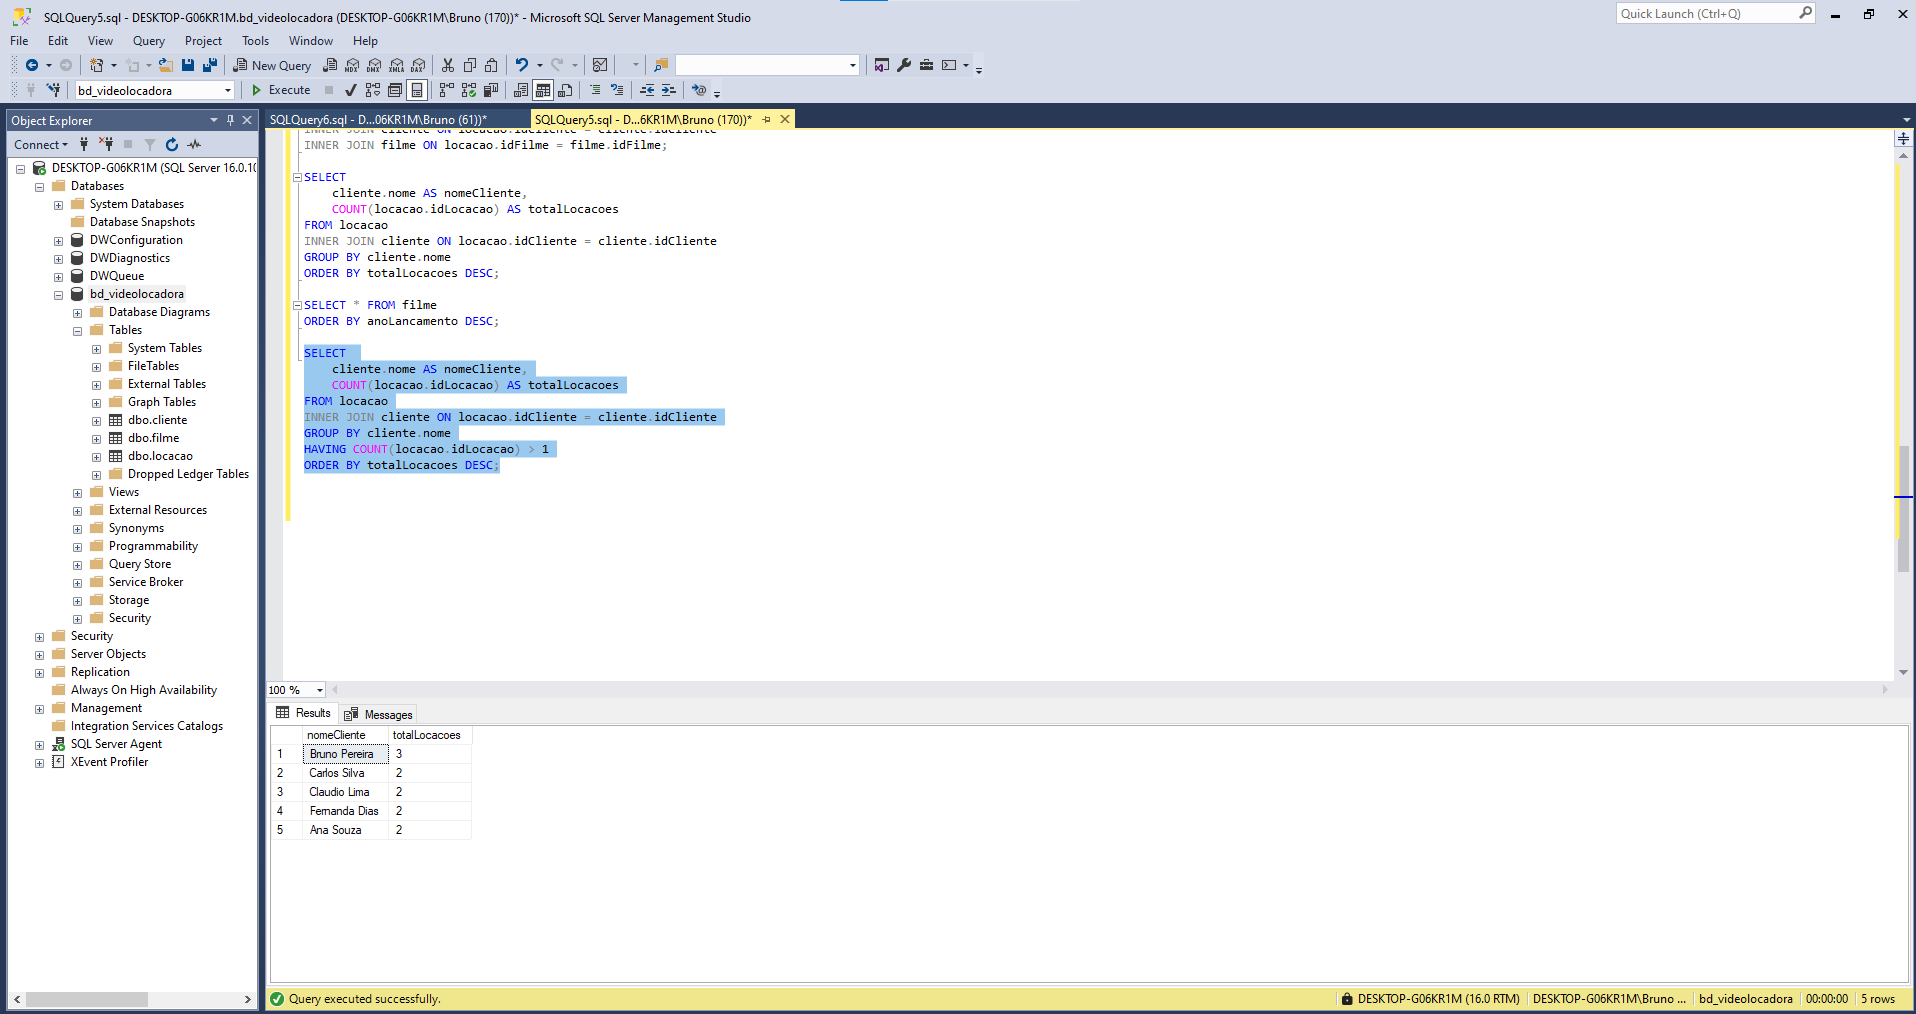 SQLQuery5.sql - DESKTOP-G06KR1M.bd_videolocadora (DESKTOP-G06KR1M\Bruno (170))* - Microsoft SQL Server Management Studio
Quick Launch (Ctrl+Q)
File Edit View Query Project Tools Window Help
New Query MDX DMX XMLA DAX
bd_videolocadora Execute
Object Explorer
SQLQuery6.sql - D...06KR1M\Bruno (61))* SQLQuery5.sql - D...6KR1M\Bruno (170))*
Connect
DESKTOP-G06KR1M (SQL Server 16.0.10
Databases
System Databases
Database Snapshots
DWConfiguration
DWDiagnostics
DWQueue
bd_videolocadora
Database Diagrams
Tables
System Tables
FileTables
External Tables
Graph Tables
dbo.cliente
dbo.filme
dbo.locacao
Dropped Ledger Tables
Views
External Resources
Synonyms
Programmability
Query Store
Service Broker
Storage
Security
Security
Server Objects
Replication
Always On High Availability
Management
Integration Services Catalogs
SQL Server Agent
XEvent Profiler
INNER JOIN cliente ON locacao.idCliente = cliente.idCliente
INNER JOIN filme ON locacao.idFilme = filme.idFilme;
SELECT
cliente.nome AS nomeCliente,
COUNT(locacao.idLocacao) AS totalLocacoes
FROM locacao
INNER JOIN cliente ON locacao.idCliente = cliente.idCliente
GROUP BY cliente.nome
ORDER BY totalLocacoes DESC;
SELECT * FROM filme
ORDER BY anoLancamento DESC;
SELECT
cliente.nome AS nomeCliente,
COUNT(locacao.idLocacao) AS totalLocacoes
FROM locacao
INNER JOIN cliente ON locacao.idCliente = cliente.idCliente
GROUP BY cliente.nome
HAVING COUNT(locacao.idLocacao) > 1
ORDER BY totalLocacoes DESC;
100 %
Results Messages
nomeCliente totalLocacoes
1 Bruno Pereira 3
2 Carlos Silva 2
3 Claudio Lima 2
4 Fernanda Dias 2
5 Ana Souza 2
Query executed successfully.
DESKTOP-G06KR1M (16.0 RTM) DESKTOP-G06KR1M\Bruno ... bd_videolocadora 00:00:00 5 rows